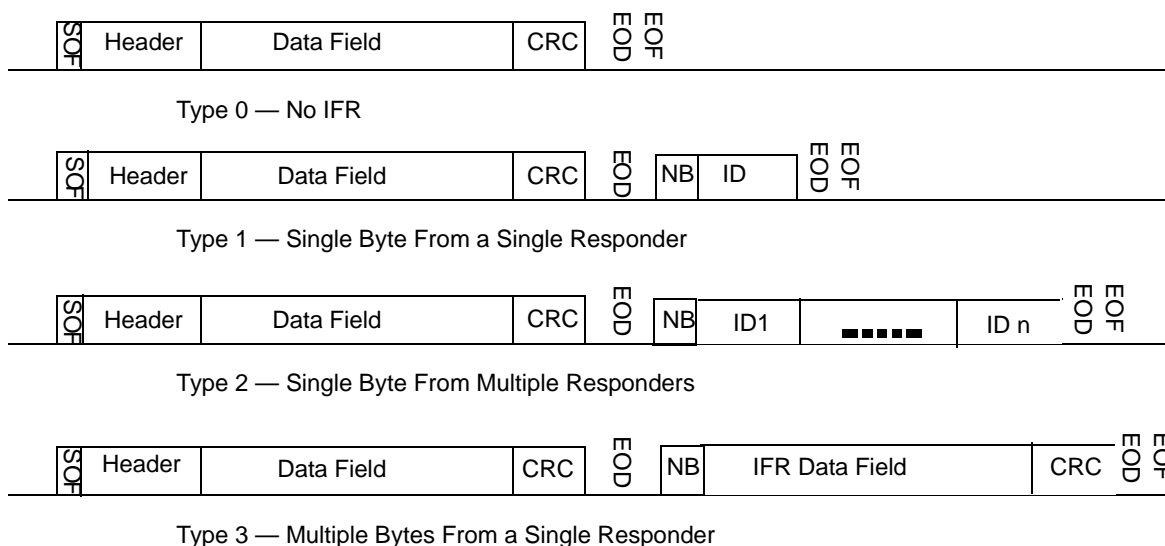 SOF Header Data Field CRC EOD EOF
Type 0 — No IFR
SOF Header Data Field CRC EOD NB ID EOD EOF
Type 1 — Single Byte From a Single Responder
SOF Header Data Field CRC EOD NB ID1 ID n EOD EOF
Type 2 — Single Byte From Multiple Responders
SOF Header Data Field CRC EOD NB IFR Data Field CRC EOD EOF
Type 3 — Multiple Bytes From a Single Responder